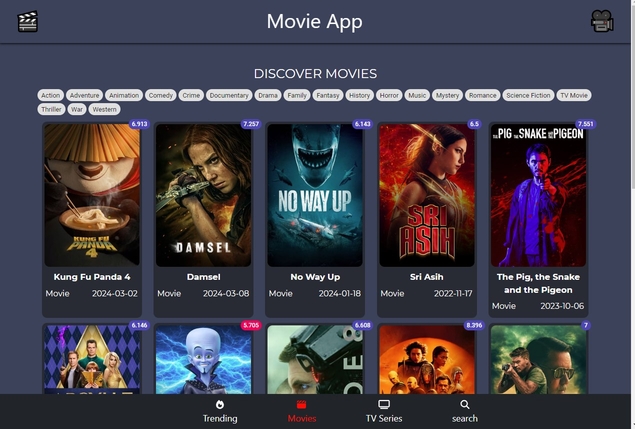 Movie App
DISCOVER MOVIES
Action Adventure Animation Comedy Crime Documentary Drama Family Fantasy History Horror Music Mystery Romance Science Fiction TV Movie
Thriller War Western
6.913 7.257 6.143 6.5 7.551
KUNG FU PANDA 4
DAMSEL
NO WAY UP
SRI ASIH
THE PIG, THE SNAKE AND THE PIGEON
Kung Fu Panda 4
Movie 2024-03-02
Damsel
Movie 2024-03-08
No Way Up
Movie 2024-01-18
Sri Asih
Movie 2022-11-17
The Pig, the Snake
and the Pigeon
Movie 2023-10-06
6.146 5.705 6.608 8.396 7
Trending Movies TV Series search